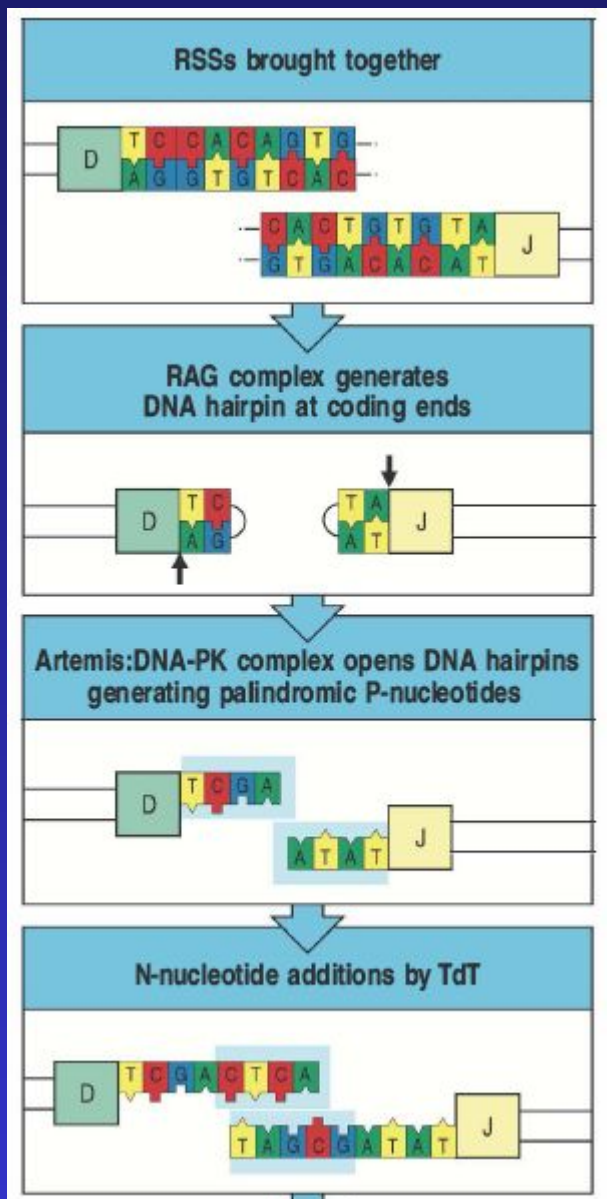 RSSs brought together
D T C C A C A G T G
A G G T G T C A C
C A C T G T G T A J
G T G A C A C A T
RAG complex generates
DNA hairpin at coding ends
D T C
A G
T A J
A T
Artemis:DNA-PK complex opens DNA hairpins
generating palindromic P-nucleotides
D T C G A
A T A T J
N-nucleotide additions by TdT
D T C G A C T C A
T A G C G A T A T J